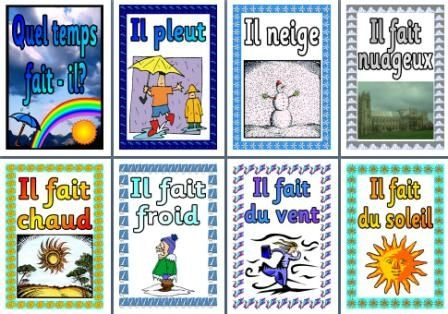 Quel temps
fait - il?
Il pleut
Il neige
Il fait
nuageux
Il fait
chaud
Il fait
froid
Il fait
du vent
Il fait
du soleil